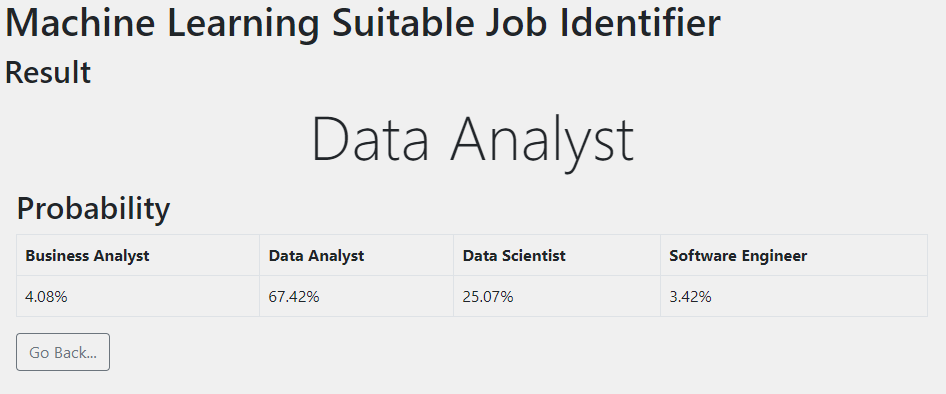 Machine Learning Suitable Job Identifier
Result
Data Analyst
Probability
Business Analyst Data Analyst Data Scientist Software Engineer
4.08% 67.42% 25.07% 3.42%
Go Back...